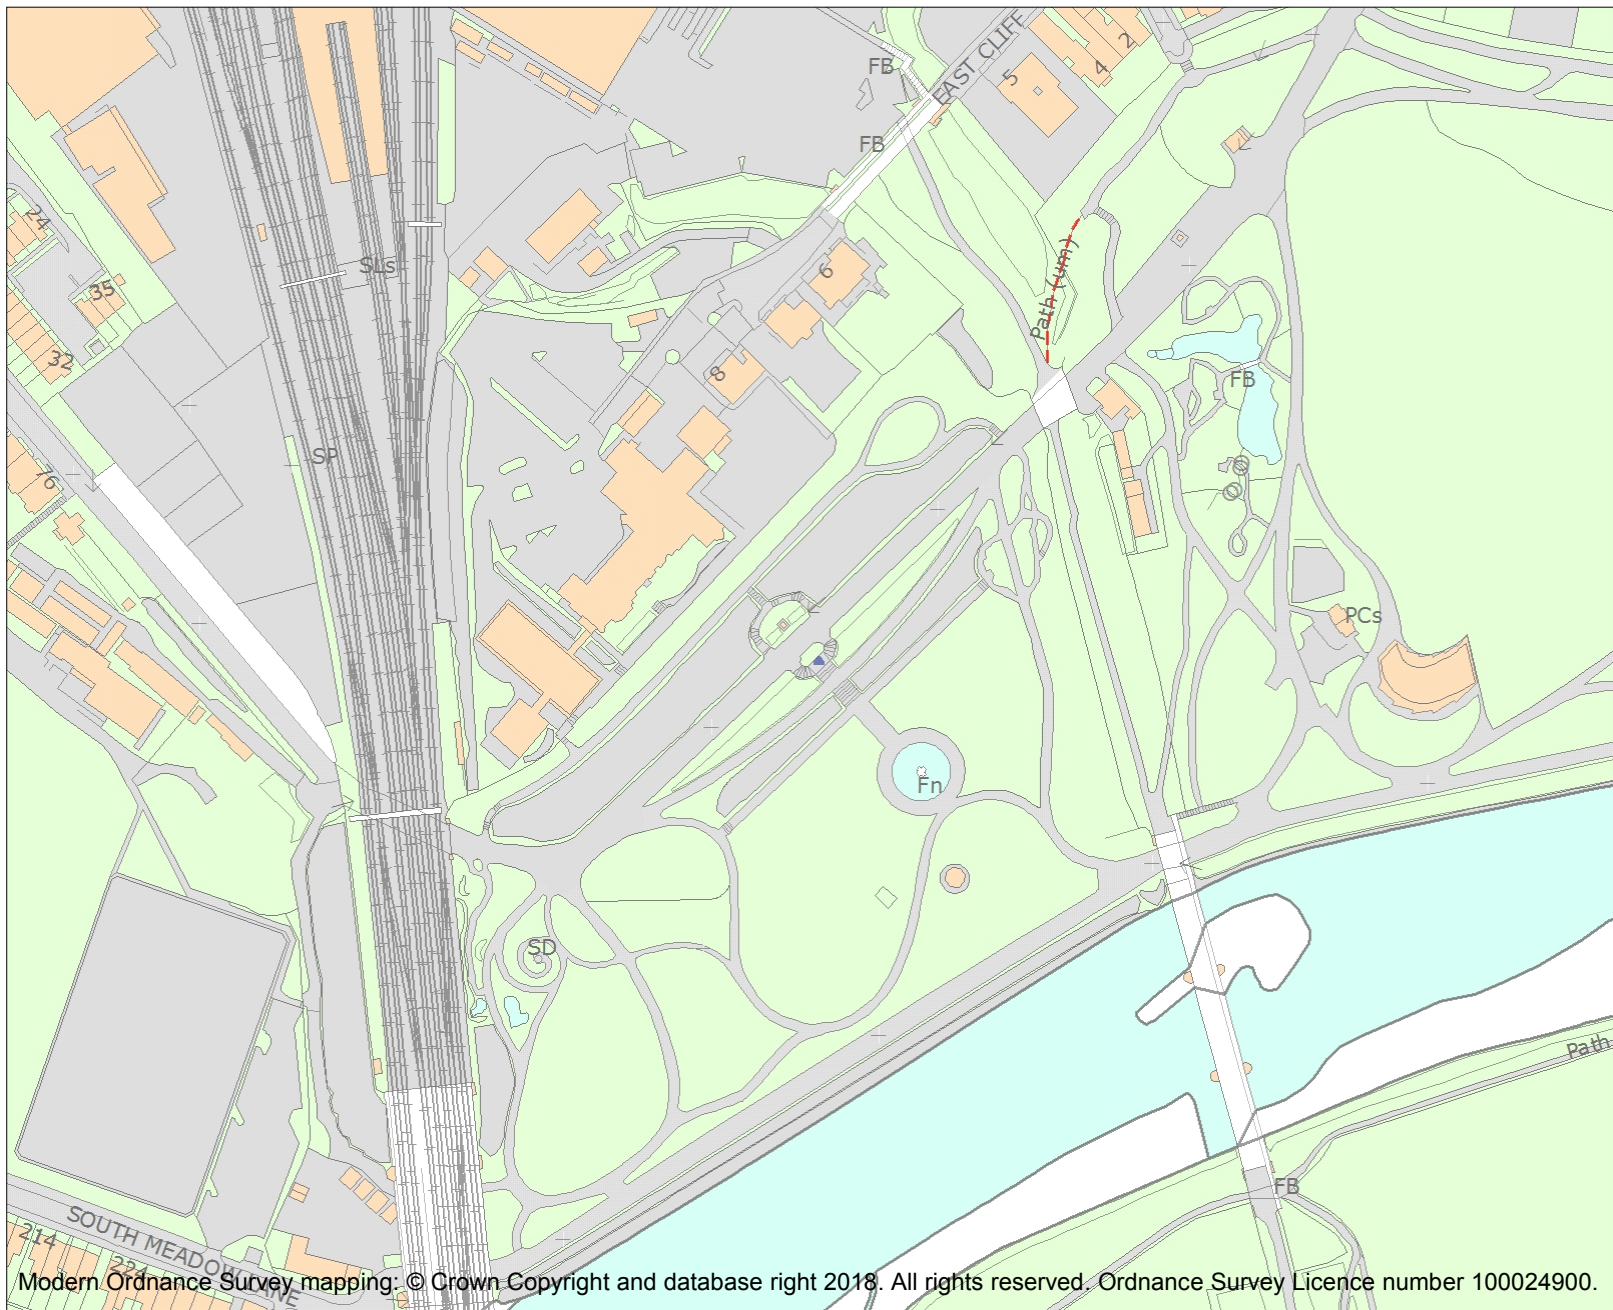 EAST CLIFF
2
4
5
FB
FB
24
SLs
6
35
Path (um)
32
8
FB
SP
76
PCs
Fn
SD
Path
FB
SOUTH MEADOW LANE
214
224
Modern Ordnance Survey mapping: © Crown Copyright and database right 2018. All rights reserved. Ordnance Survey Licence number 100024900.